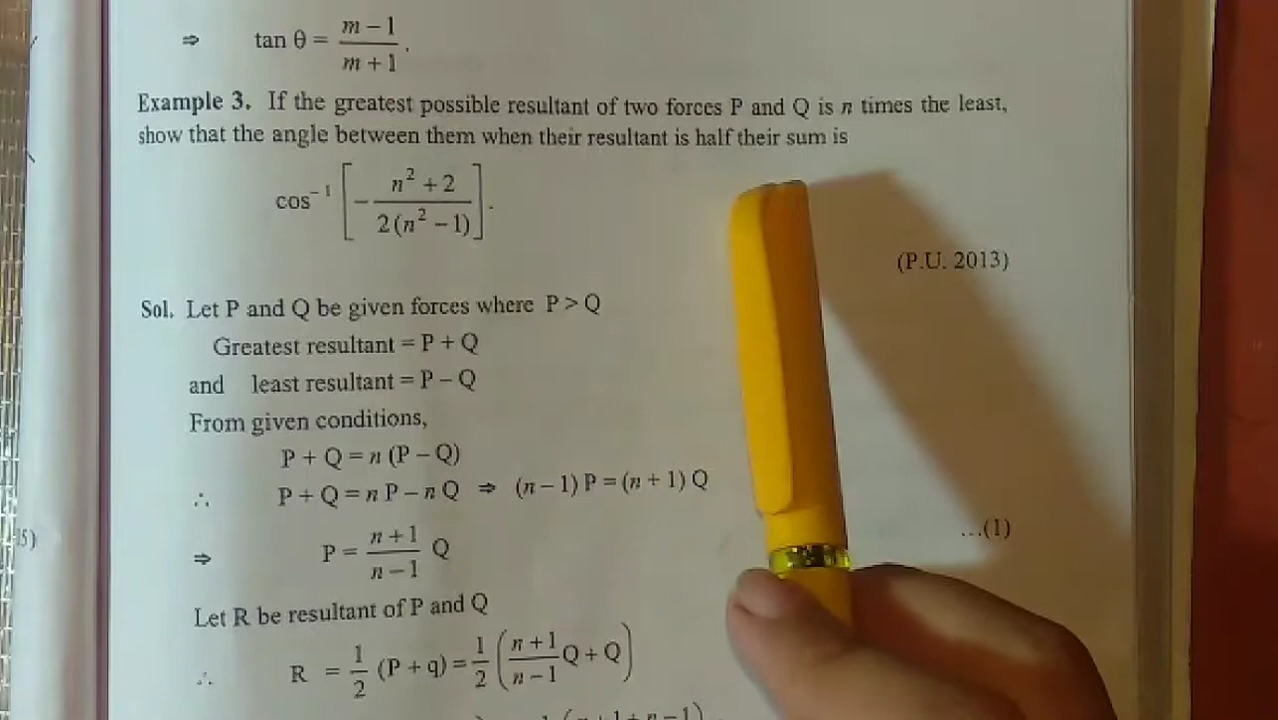 ⇒ tan θ = m − 1 / m + 1 .
Example 3. If the greatest possible resultant of two forces P and Q is n times the least,
show that the angle between them when their resultant is half their sum is
cos⁻¹ [ − n² + 2 / 2 (n² − 1) ] .
(P.U. 2013)
Sol. Let P and Q be given forces where P > Q
Greatest resultant = P + Q
and least resultant = P − Q
From given conditions,
P + Q = n (P − Q)
∴ P + Q = n P − n Q ⇒ (n − 1) P = (n + 1) Q
⇒ P = n + 1 / n − 1 Q ...(1)
Let R be resultant of P and Q
∴ R = 1/2 (P + q) = 1/2 ( n + 1 / n − 1 Q + Q )